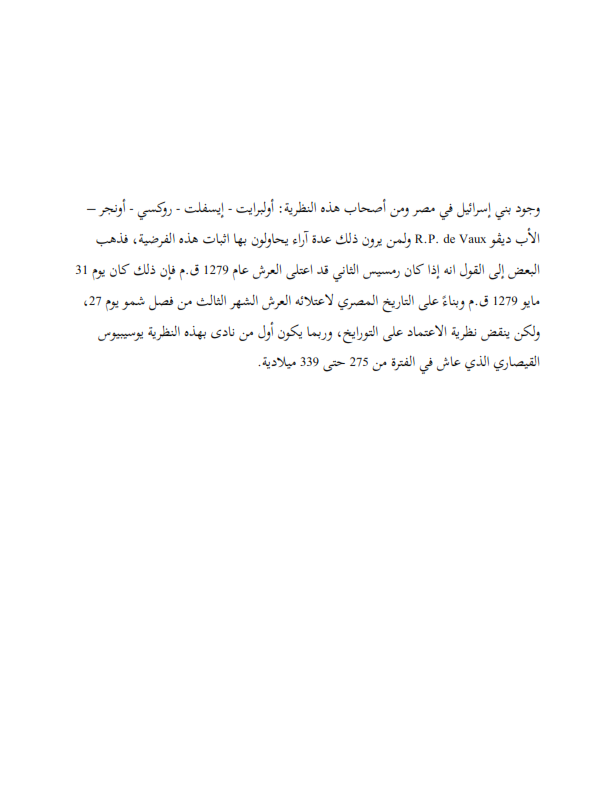 وجود بني إسرائيل في مصر ومن أصحاب هذه النظرية: أولبرايت - إيسفلت - روكسي - أونجر –
الأب ديڤو R.P. de Vaux ولمن يرون ذلك عدة آراء يحاولون بها اثبات هذه الفرضية، فذهب
البعض إلى القول انه إذا كان رمسيس الثاني قد اعتلى العرش عام 1279 ق.م فإن ذلك كان يوم 31
مايو 1279 ق.م وبناءً على التاريخ المصري لاعتلائه العرش الشهر الثالث من فصل شمو يوم 27،
ولكن ينقض نظرية الاعتماد على التورايخ، وربما يكون أول من نادى بهذه النظرية يوسيبيوس
القيصاري الذي عاش في الفترة من 275 حتى 339 ميلادية.